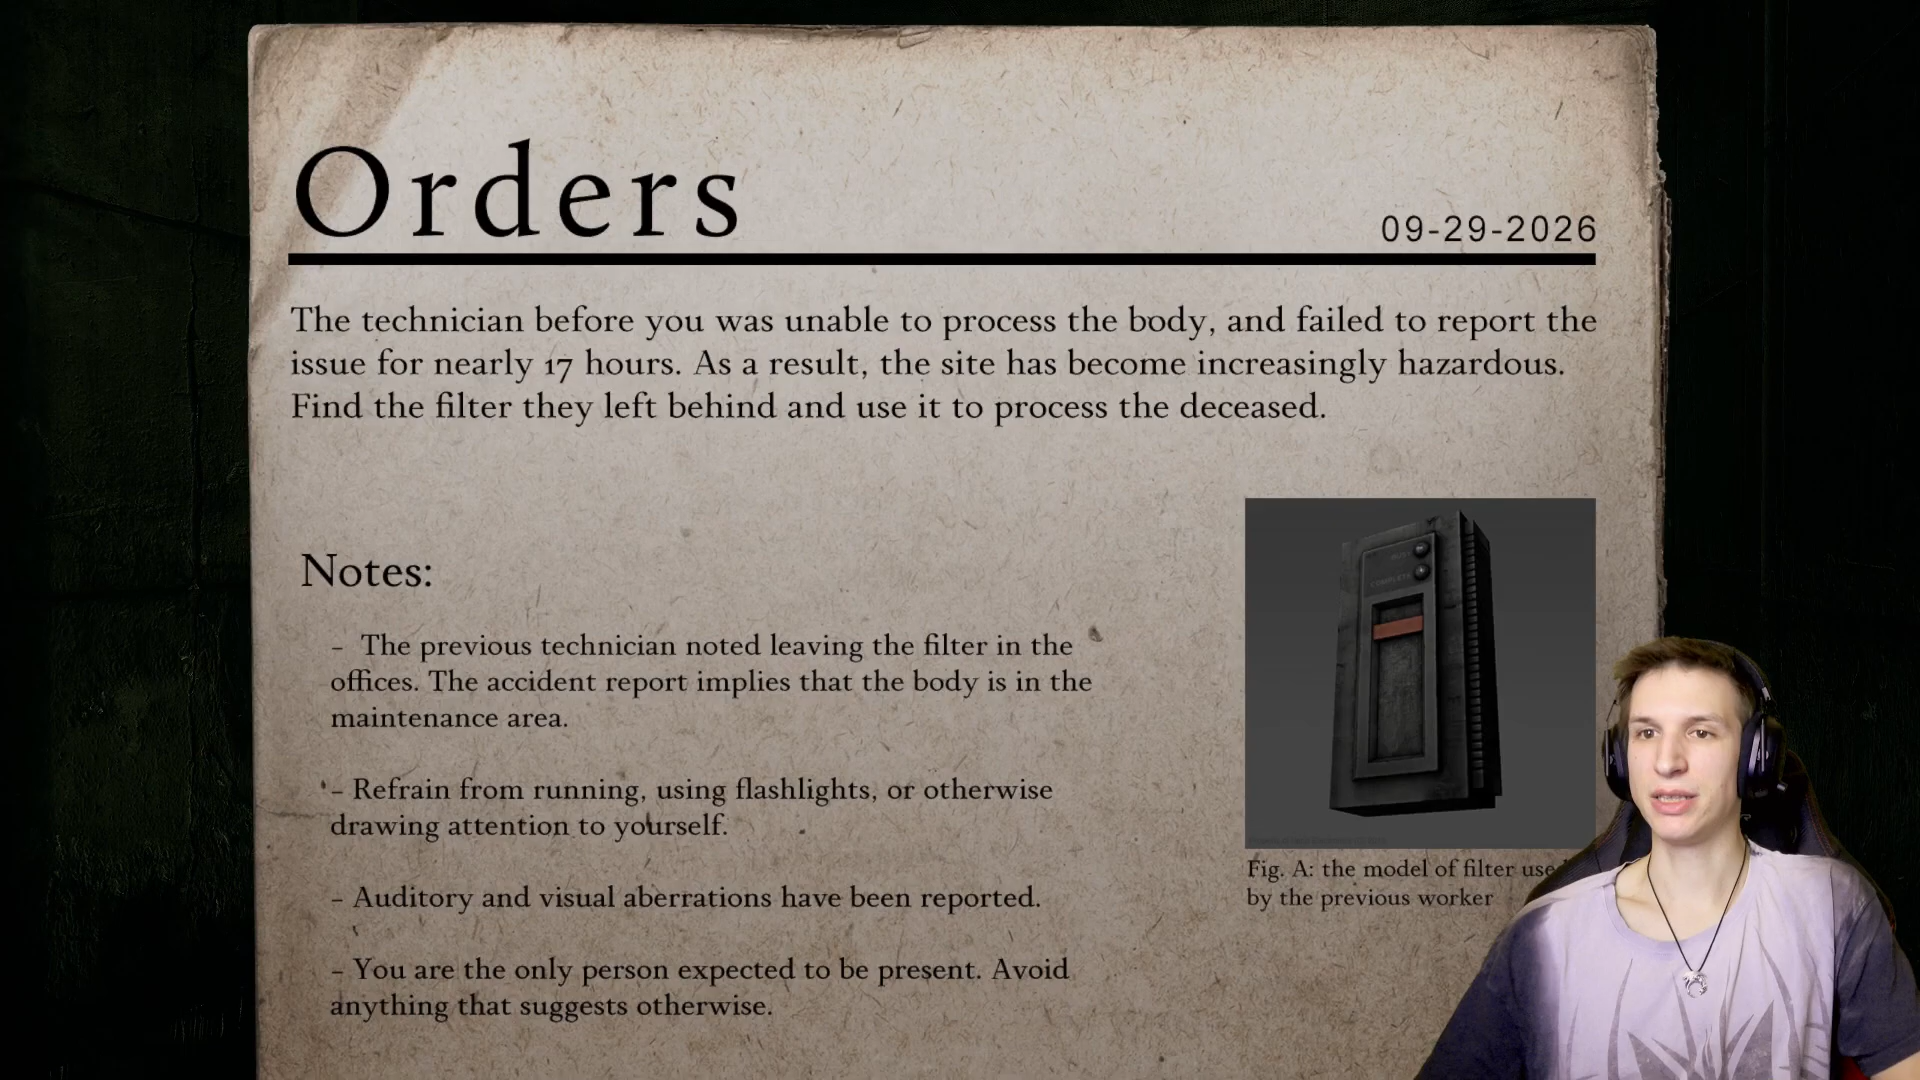 Orders
09-29-2026
The technician before you was unable to process the body, and failed to report the
issue for nearly 17 hours. As a result, the site has become increasingly hazardous.
Find the filter they left behind and use it to process the deceased.
Notes:
- The previous technician noted leaving the filter in the
offices. The accident report implies that the body is in the
maintenance area.
- Refrain from running, using flashlights, or otherwise
drawing attention to yourself.
- Auditory and visual aberrations have been reported.
- You are the only person expected to be present. Avoid
anything that suggests otherwise.
COMPLETE
Fig. A: the model of filter use
by the previous worker